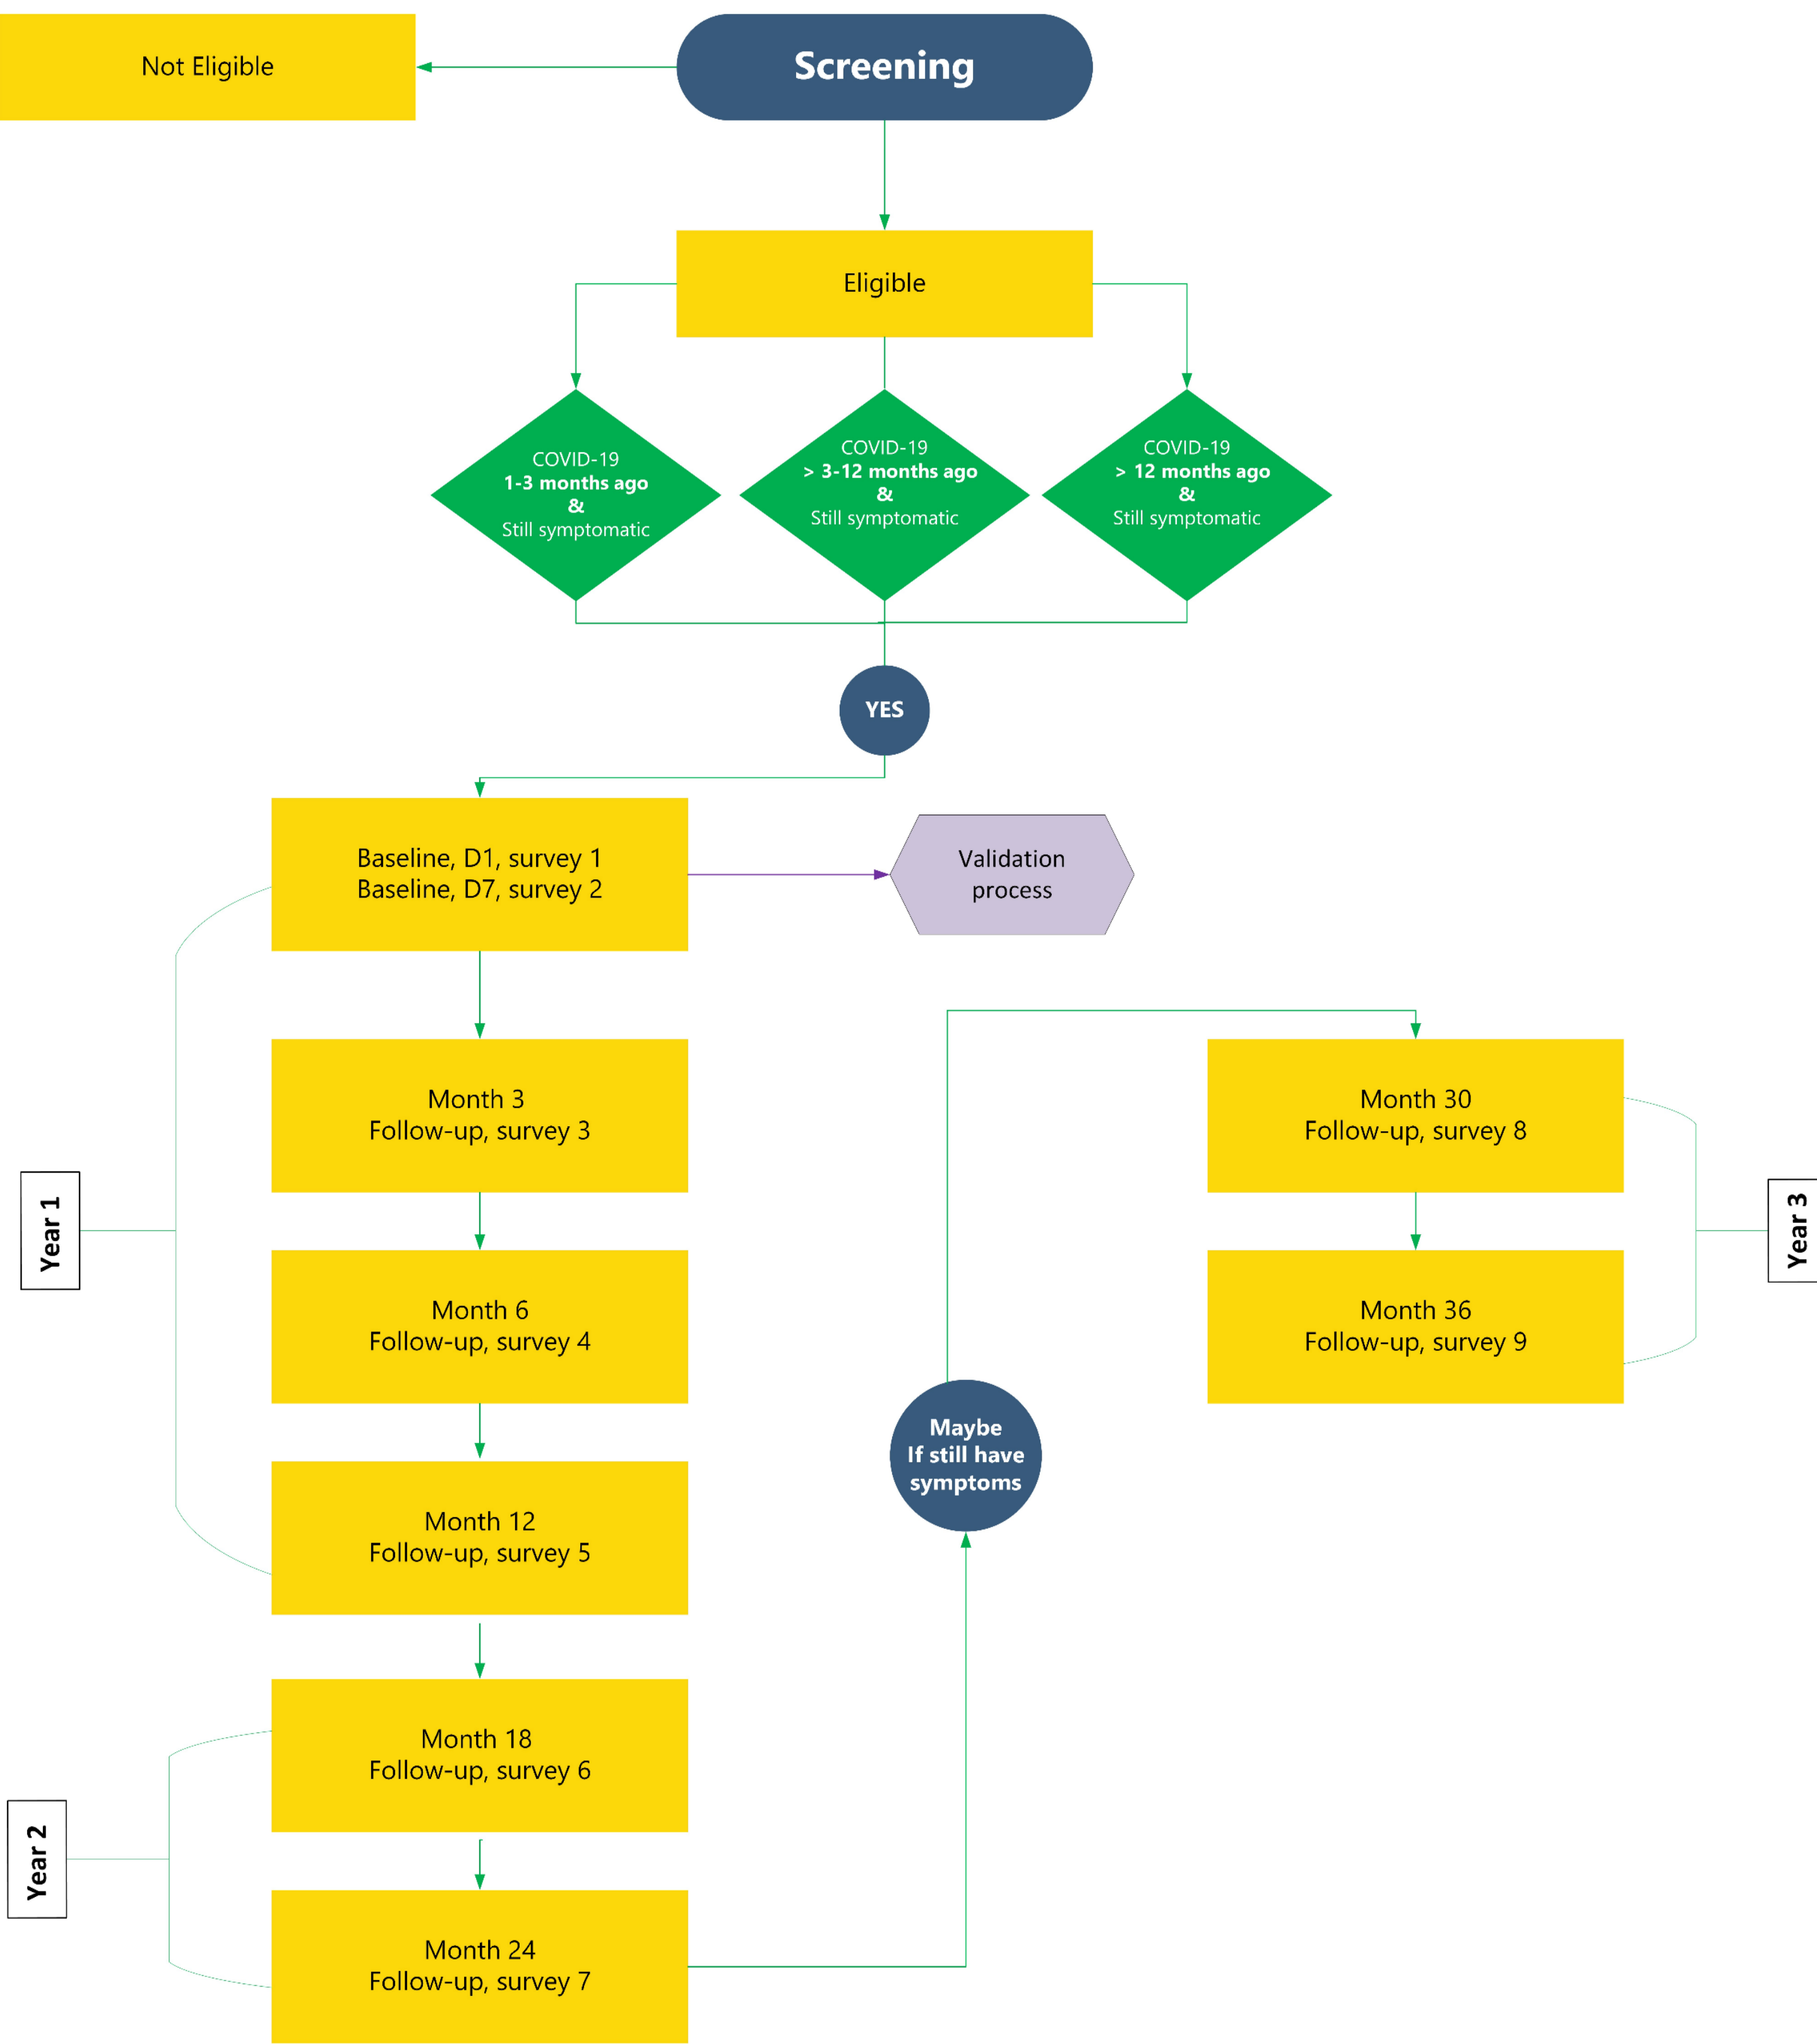 Not Eligible
Screening
Eligible
COVID-19
1-3 months ago
&
Still symptomatic
COVID-19
> 3-12 months ago
&
Still symptomatic
COVID-19
> 12 months ago
&
Still symptomatic
YES
Baseline, D1, survey 1
Baseline, D7, survey 2
Validation
process
Month 3
Follow-up, survey 3
Month 6
Follow-up, survey 4
Month 12
Follow-up, survey 5
Year 1
Month 18
Follow-up, survey 6
Month 24
Follow-up, survey 7
Year 2
Maybe
If still have
symptoms
Month 30
Follow-up, survey 8
Month 36
Follow-up, survey 9
Year 3